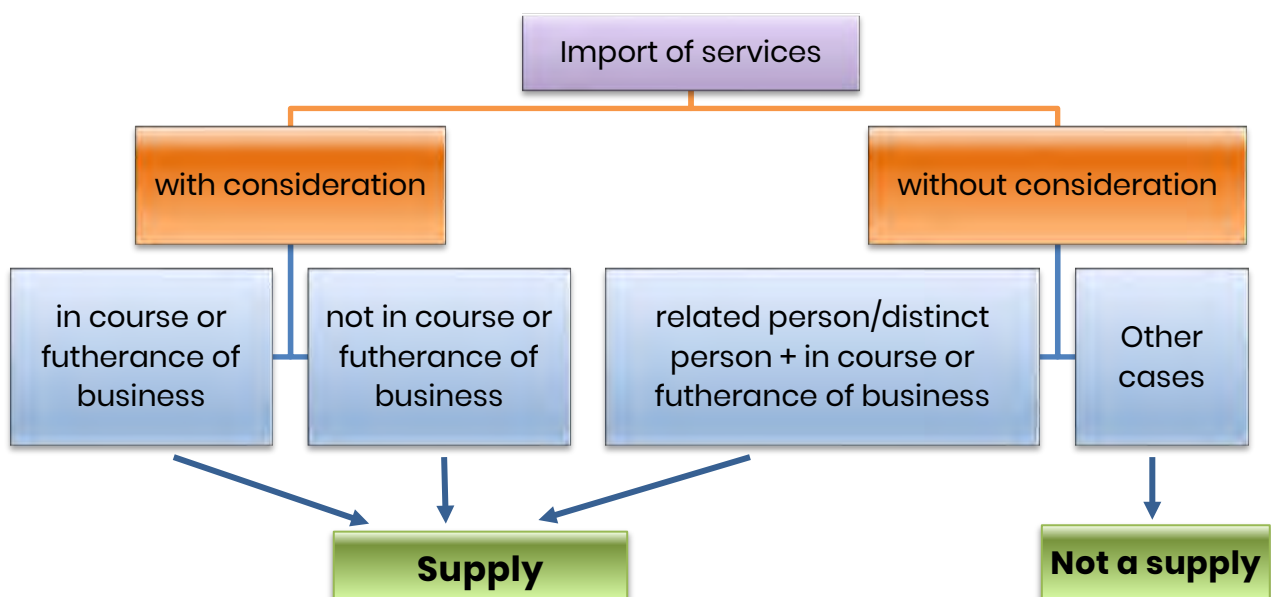 Import of services
with consideration
without consideration
in course or
futherance of
business
not in course or
futherance of
business
related person/distinct
person + in course or
futherance of business
Other
cases
Supply
Not a supply